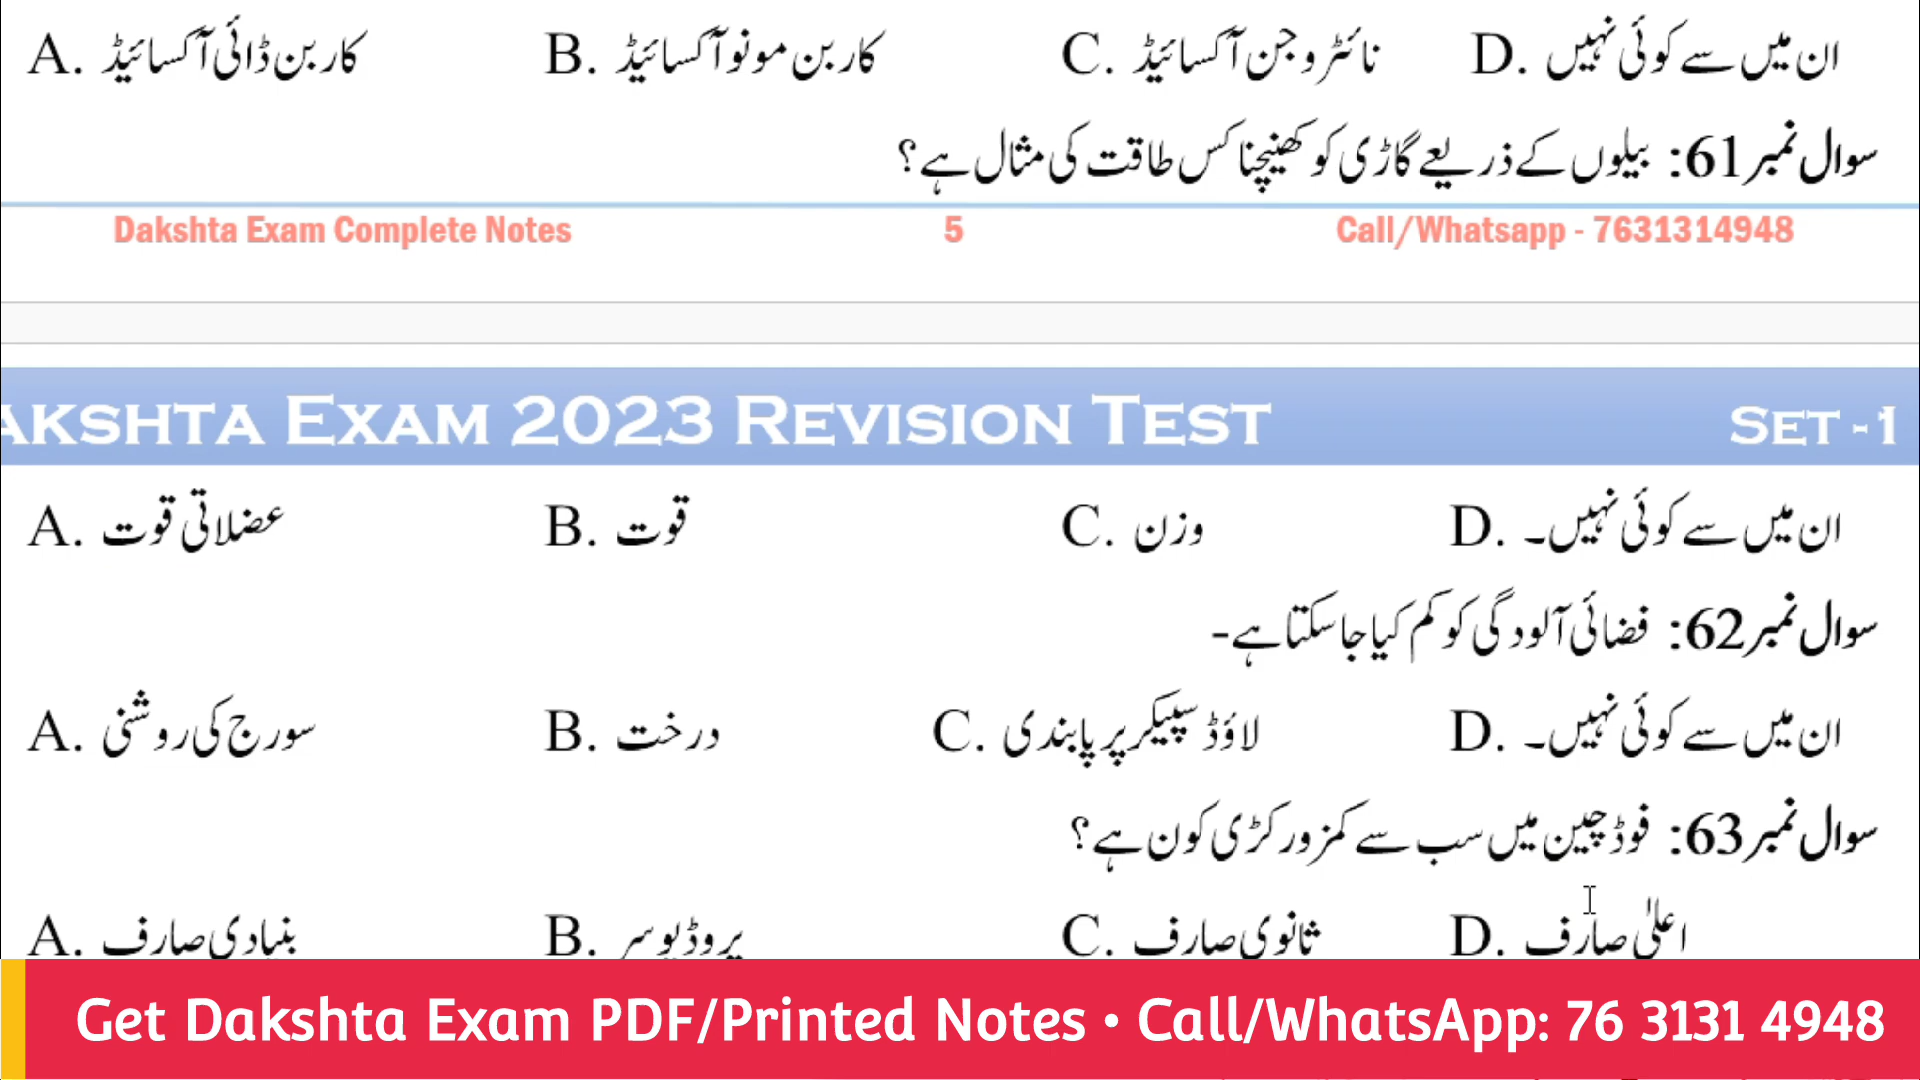 A. کاربن ڈائی آکسائیڈ B. کاربن مونو آکسائیڈ C. نائٹروجن آکسائیڈ D. ان میں سے کوئی نہیں
سوال نمبر 61: بیلوں کے ذریعے گاڑی کو کھینچنا کس طاقت کی مثال ہے؟
Dakshta Exam Complete Notes 5 Call/Whatsapp - 7631314948
AKSHTA EXAM 2023 REVISION TEST SET -1
A. عضلاتی قوت B. قوت C. وزن D. ان میں سے کوئی نہیں۔
سوال نمبر 62: فضائی آلودگی کو کم کیا جا سکتا ہے-
A. سورج کی روشنی B. درخت C. لاؤڈ سپیکر پر پابندی D. ان میں سے کوئی نہیں۔
سوال نمبر 63: فوڈ چین میں سب سے کمزور کڑی کون ہے؟
A. بنیادی صارف B. پروڈیوسر C. ثانوی صارف D. اعلیٰ صارف
Get Dakshta Exam PDF/Printed Notes • Call/WhatsApp: 76 3131 4948